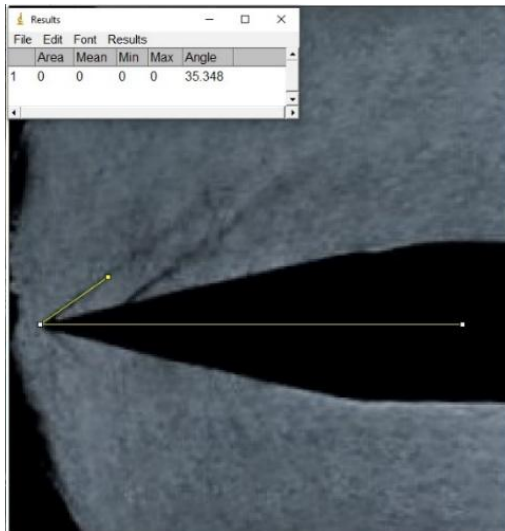 Results
File Edit Font Results
Area Mean Min Max Angle
1 0 0 0 0 35.348